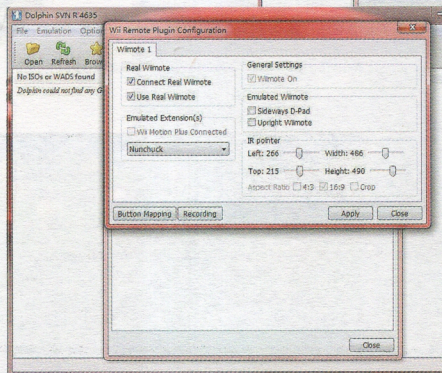 Dolphin SVN R 4635
File Emulation Optio
Open Refresh Brow
No ISOs or WADS found
Dolphin could not find any G
Wii Remote Plugin Configuration
Wiimote 1
Real Wiimote
Connect Real Wiimote
Use Real Wiimote
Emulated Extension(s)
Wii Motion Plus Connected
Nunchuck
General Settings
Wiimote On
Emulated Wiimote
Sideways D-Pad
Upright Wiimote
IR pointer
Left: 266 Width: 486
Top: 215 Height: 490
Aspect Ratio 4:3 16:9 Crop
Button Mapping Recording Apply Close
Close